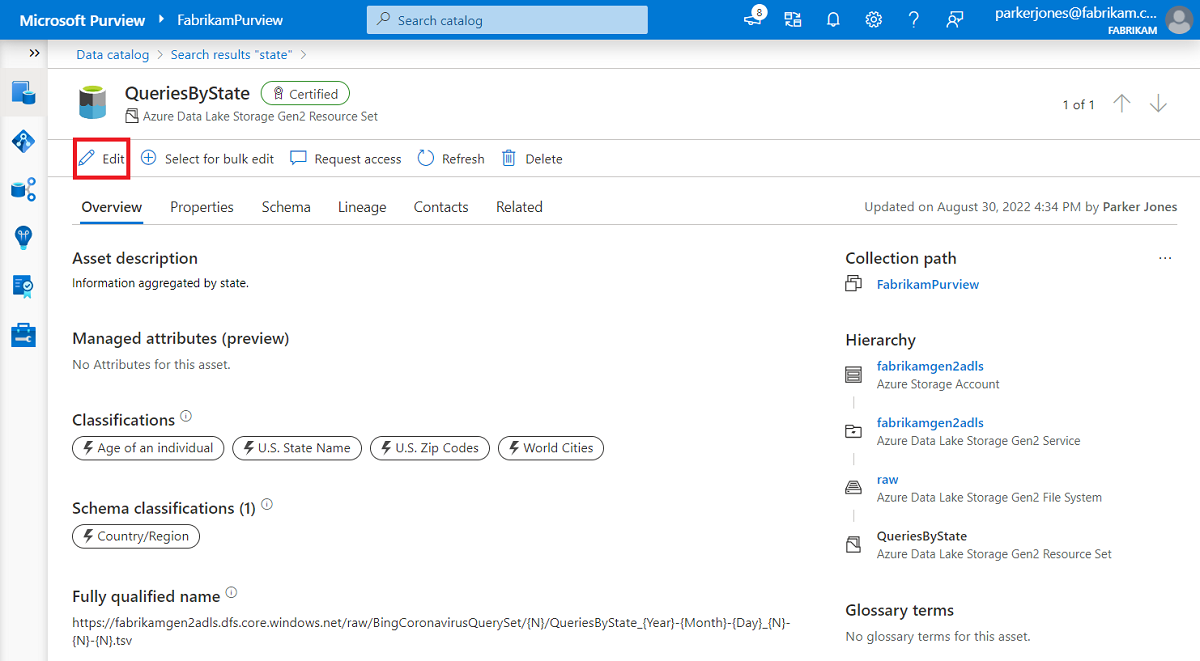 Microsoft Purview
FabrikamPurview
Search catalog
8
parkerjones@fabrikam.c...
FABRIKAM
Data catalog > Search results "state" >
QueriesByState
Certified
Azure Data Lake Storage Gen2 Resource Set
1 of 1
Edit
Select for bulk edit
Request access
Refresh
Delete
Overview
Properties
Schema
Lineage
Contacts
Related
Updated on August 30, 2022 4:34 PM by Parker Jones
Asset description
Information aggregated by state.
Managed attributes (preview)
No Attributes for this asset.
Classifications
Age of an individual
U.S. State Name
U.S. Zip Codes
World Cities
Schema classifications (1)
Country/Region
Fully qualified name
https://fabrikamgen2adls.dfs.core.windows.net/raw/BingCoronavirusQuerySet/{N}/QueriesByState_{Year}-{Month}-{Day}_{N}-
{N}-{N}.tsv
Collection path
...
FabrikamPurview
Hierarchy
fabrikamgen2adls
Azure Storage Account
fabrikamgen2adls
Azure Data Lake Storage Gen2 Service
raw
Azure Data Lake Storage Gen2 File System
QueriesByState
Azure Data Lake Storage Gen2 Resource Set
Glossary terms
No glossary terms for this asset.